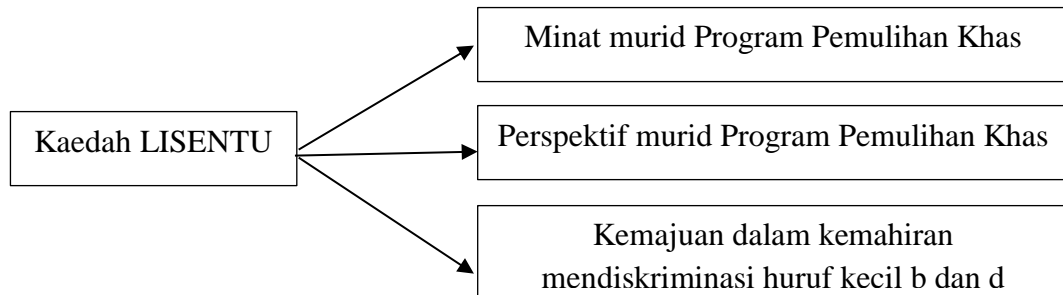 Minat murid Program Pemulihan Khas
Kaedah LISENTU
Perspektif murid Program Pemulihan Khas
Kemajuan dalam kemahiran
mendiskriminasi huruf kecil b dan d